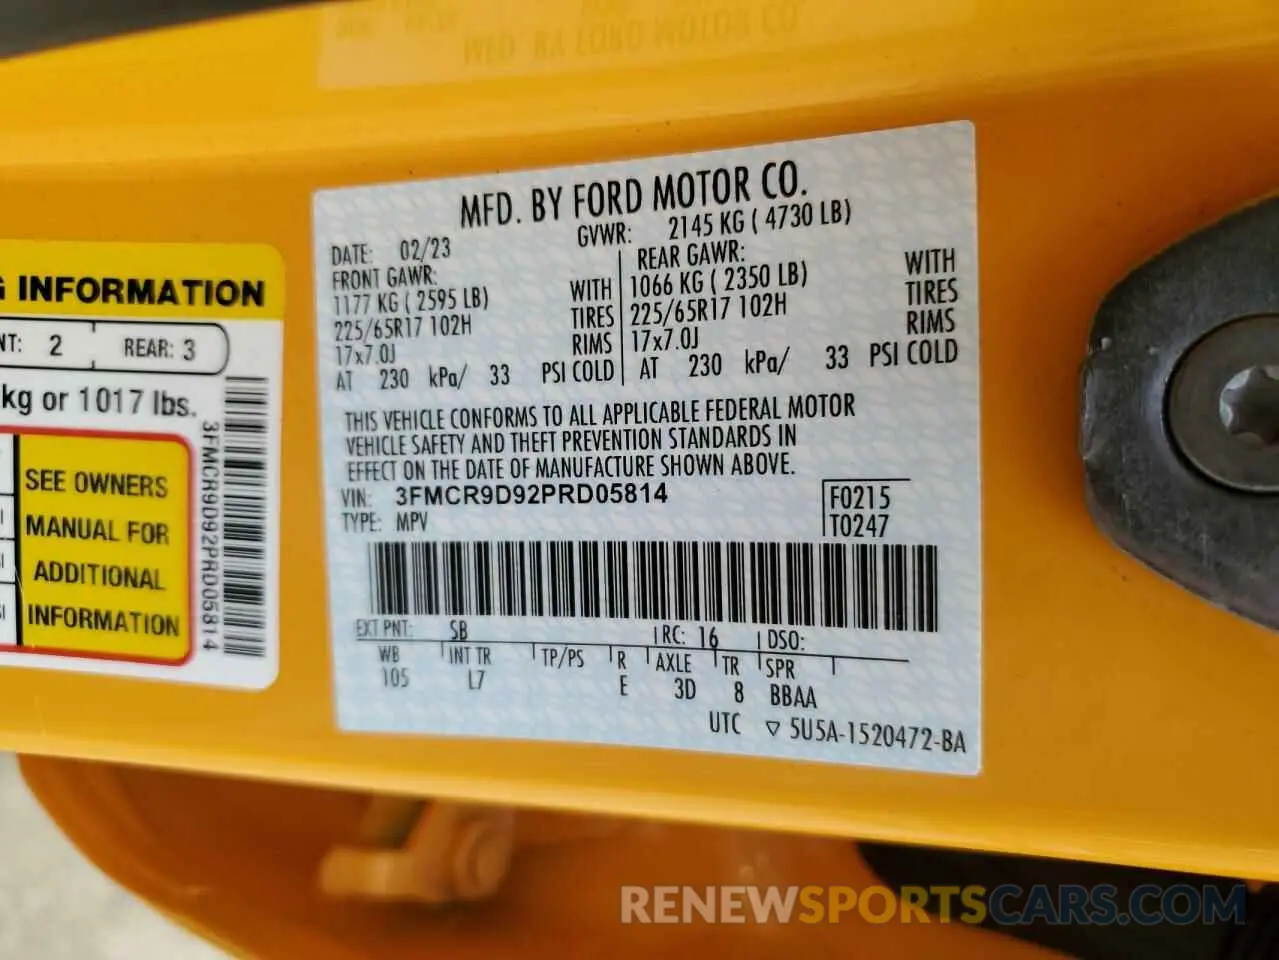 MFD. BY FORD MOTOR CO.
DATE: 02/23
GVWR: 2145 KG ( 4730 LB)
FRONT GAWR:
1177 KG ( 2595 LB) WITH
225/65R17 102H TIRES
17x7.0J RIMS
AT 230 kPa/ 33 PSI COLD
REAR GAWR:
1066 KG ( 2350 LB) WITH
225/65R17 102H TIRES
17x7.0J RIMS
AT 230 kPa/ 33 PSI COLD
THIS VEHICLE CONFORMS TO ALL APPLICABLE FEDERAL MOTOR
VEHICLE SAFETY AND THEFT PREVENTION STANDARDS IN
EFFECT ON THE DATE OF MANUFACTURE SHOWN ABOVE.
VIN: 3FMCR9D92PRD05814
TYPE: MPV
F0215
T0247
EXT PNT: SB RC: 16 DSO:
WB INT TR TP/PS R AXLE TR SPR
105 L7 E 3D 8 BBAA
UTC ▽ 5U5A-1520472-BA
INFORMATION
2 REAR: 3
kg or 1017 lbs.
SEE OWNERS
MANUAL FOR
ADDITIONAL
INFORMATION
3FMCR9D92PRD05814
RENEWSPORTSCARS.COM